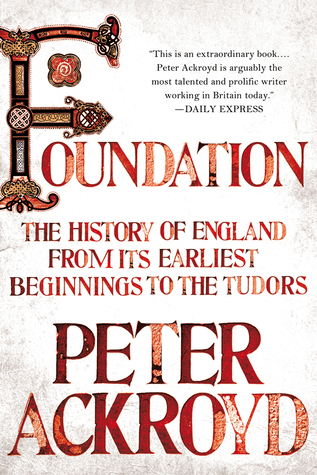 “This is an extraordinary book....
Peter Ackroyd is arguably the
most talented and prolific writer
working in Britain today.”
—DAILY EXPRESS
FOUNDATION
THE HISTORY OF ENGLAND
FROM ITS EARLIEST
BEGINNINGS TO THE TUDORS
PETER
ACKROYD